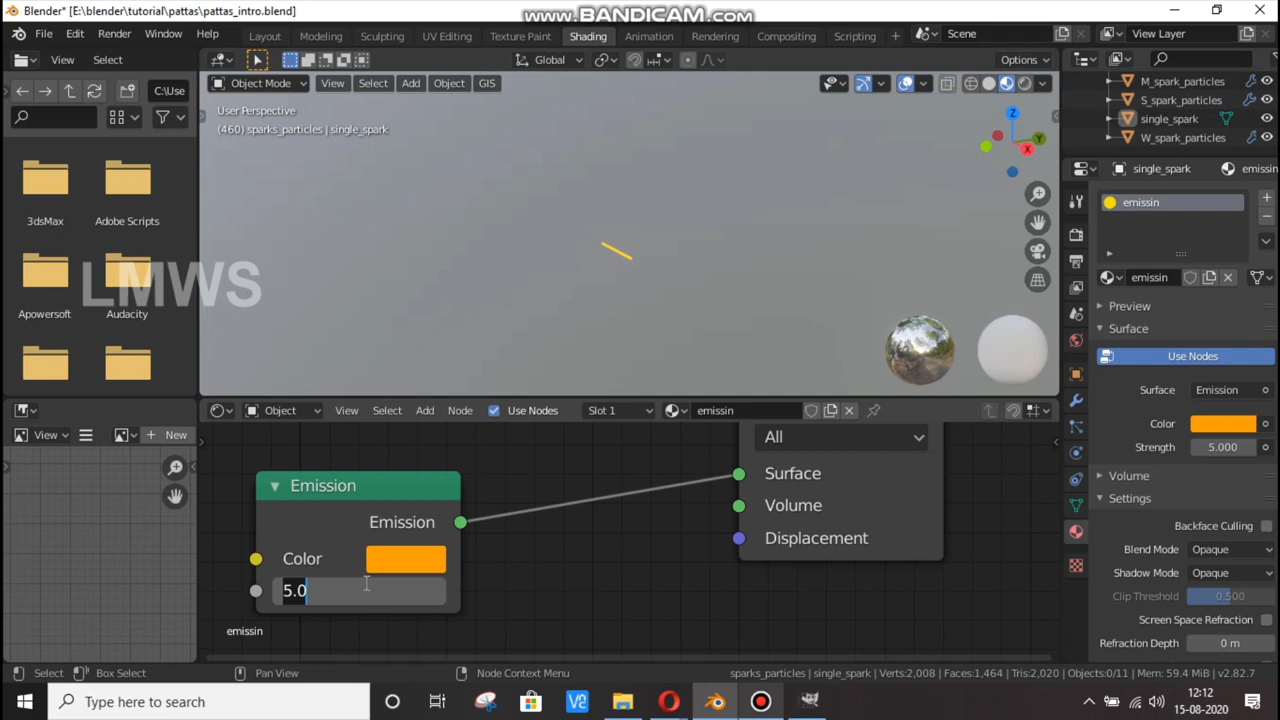 Blender* [E:\blender\tutorial\pattas\pattas_intro.blend]
www.BANDICAM.com
File Edit Render Window Help
Layout Modeling Sculpting UV Editing Texture Paint Shading Animation Rendering Compositing Scripting
Scene
View Layer
View Select
Global
Options
C:\Use
Object Mode
View Select Add Object GIS
User Perspective
(460) sparks_particles | single_spark
Z
Y
X
3dsMax
Adobe Scripts
Apowersoft
Audacity
LMWS
M_spark_particles
S_spark_particles
single_spark
W_spark_particles
single_spark
emissin
emissin
emissin
Preview
Surface
Use Nodes
Surface Emission
Color
Strength 5.000
Volume
Settings
Backface Culling
Blend Mode Opaque
Shadow Mode Opaque
Clip Threshold 0.500
Screen Space Refraction
Refraction Depth 0 m
View
New
Object
View Select Add Node
Use Nodes
Slot 1
emissin
All
Surface
Volume
Displacement
Emission
Emission
Color
5.0
emissin
Select
Box Select
Pan View
Node Context Menu
sparks_particles | single_spark | Verts:2,008 | Faces:1,464 | Tris:2,020 | Objects:0/11 | Mem: 59.4 MiB | v2.82.7
Type here to search
12:12
15-08-2020